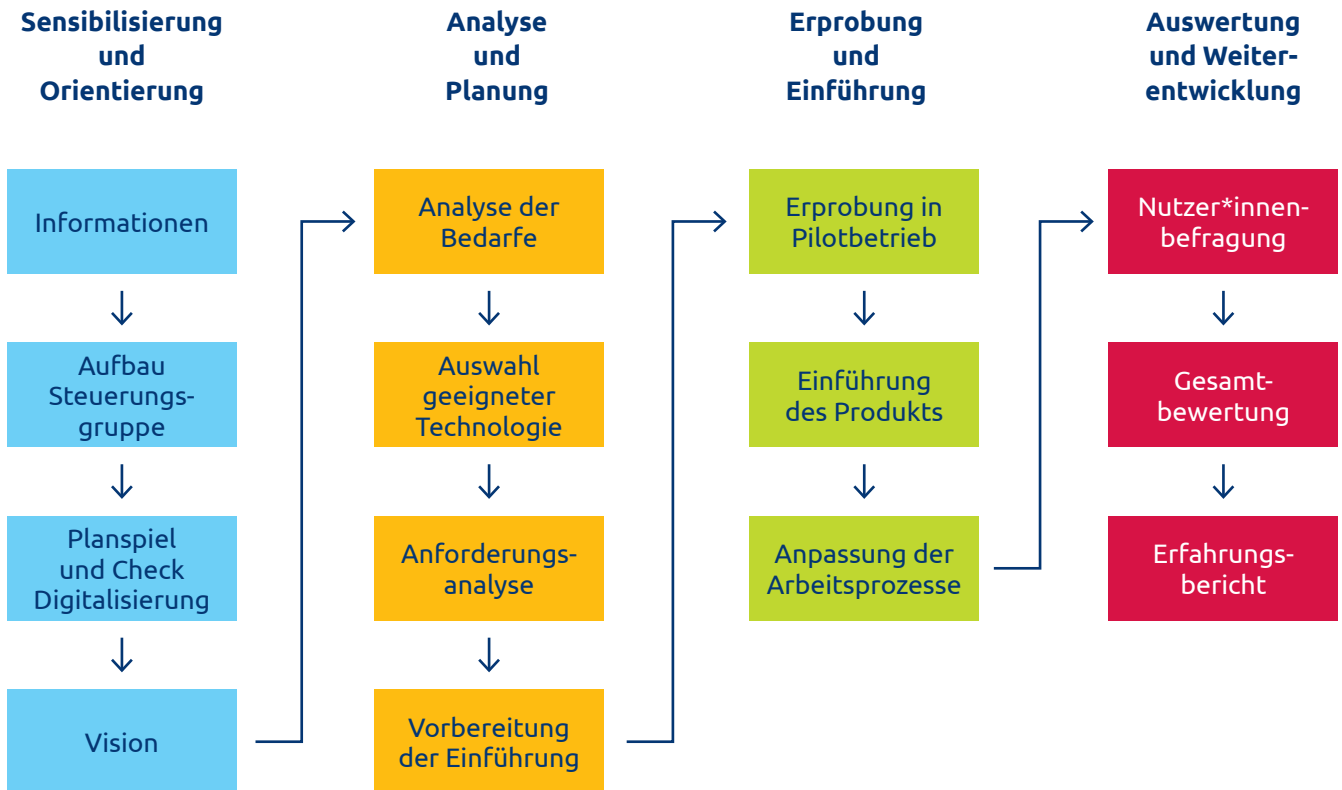 Sensibilisierung
und
Orientierung
Informationen
Aufbau
Steuerungs-
gruppe
Planspiel
und Check
Digitalisierung
Vision
Analyse
und
Planung
Analyse der
Bedarfe
Auswahl
geeigneter
Technologie
Anforderungs-
analyse
Vorbereitung
der Einführung
Erprobung
und
Einführung
Erprobung in
Pilotbetrieb
Einführung
des Produkts
Anpassung der
Arbeitsprozesse
Auswertung
und Weiter-
entwicklung
Nutzer*innen-
befragung
Gesamt-
bewertung
Erfahrungs-
bericht